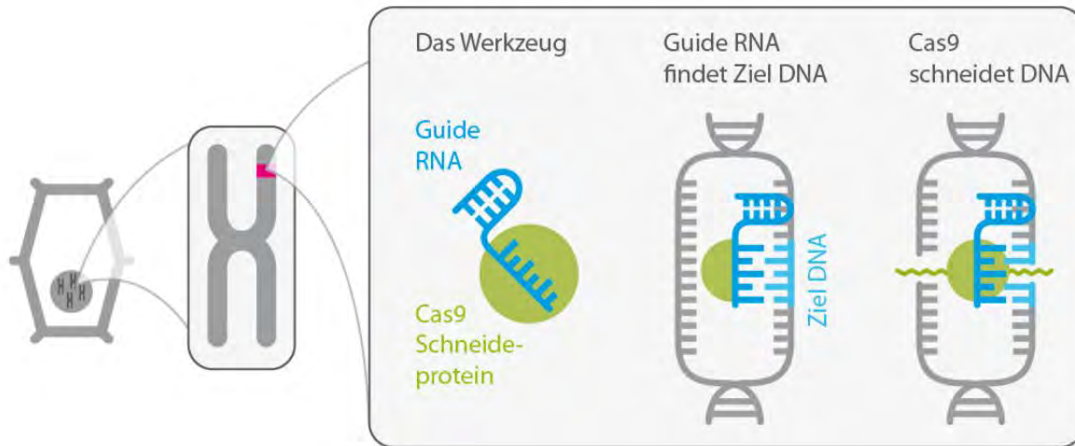 Das Werkzeug
Guide RNA
findet Ziel DNA
Cas9
schneidet DNA
Guide
RNA
Cas9
Schneide-
protein
Ziel DNA